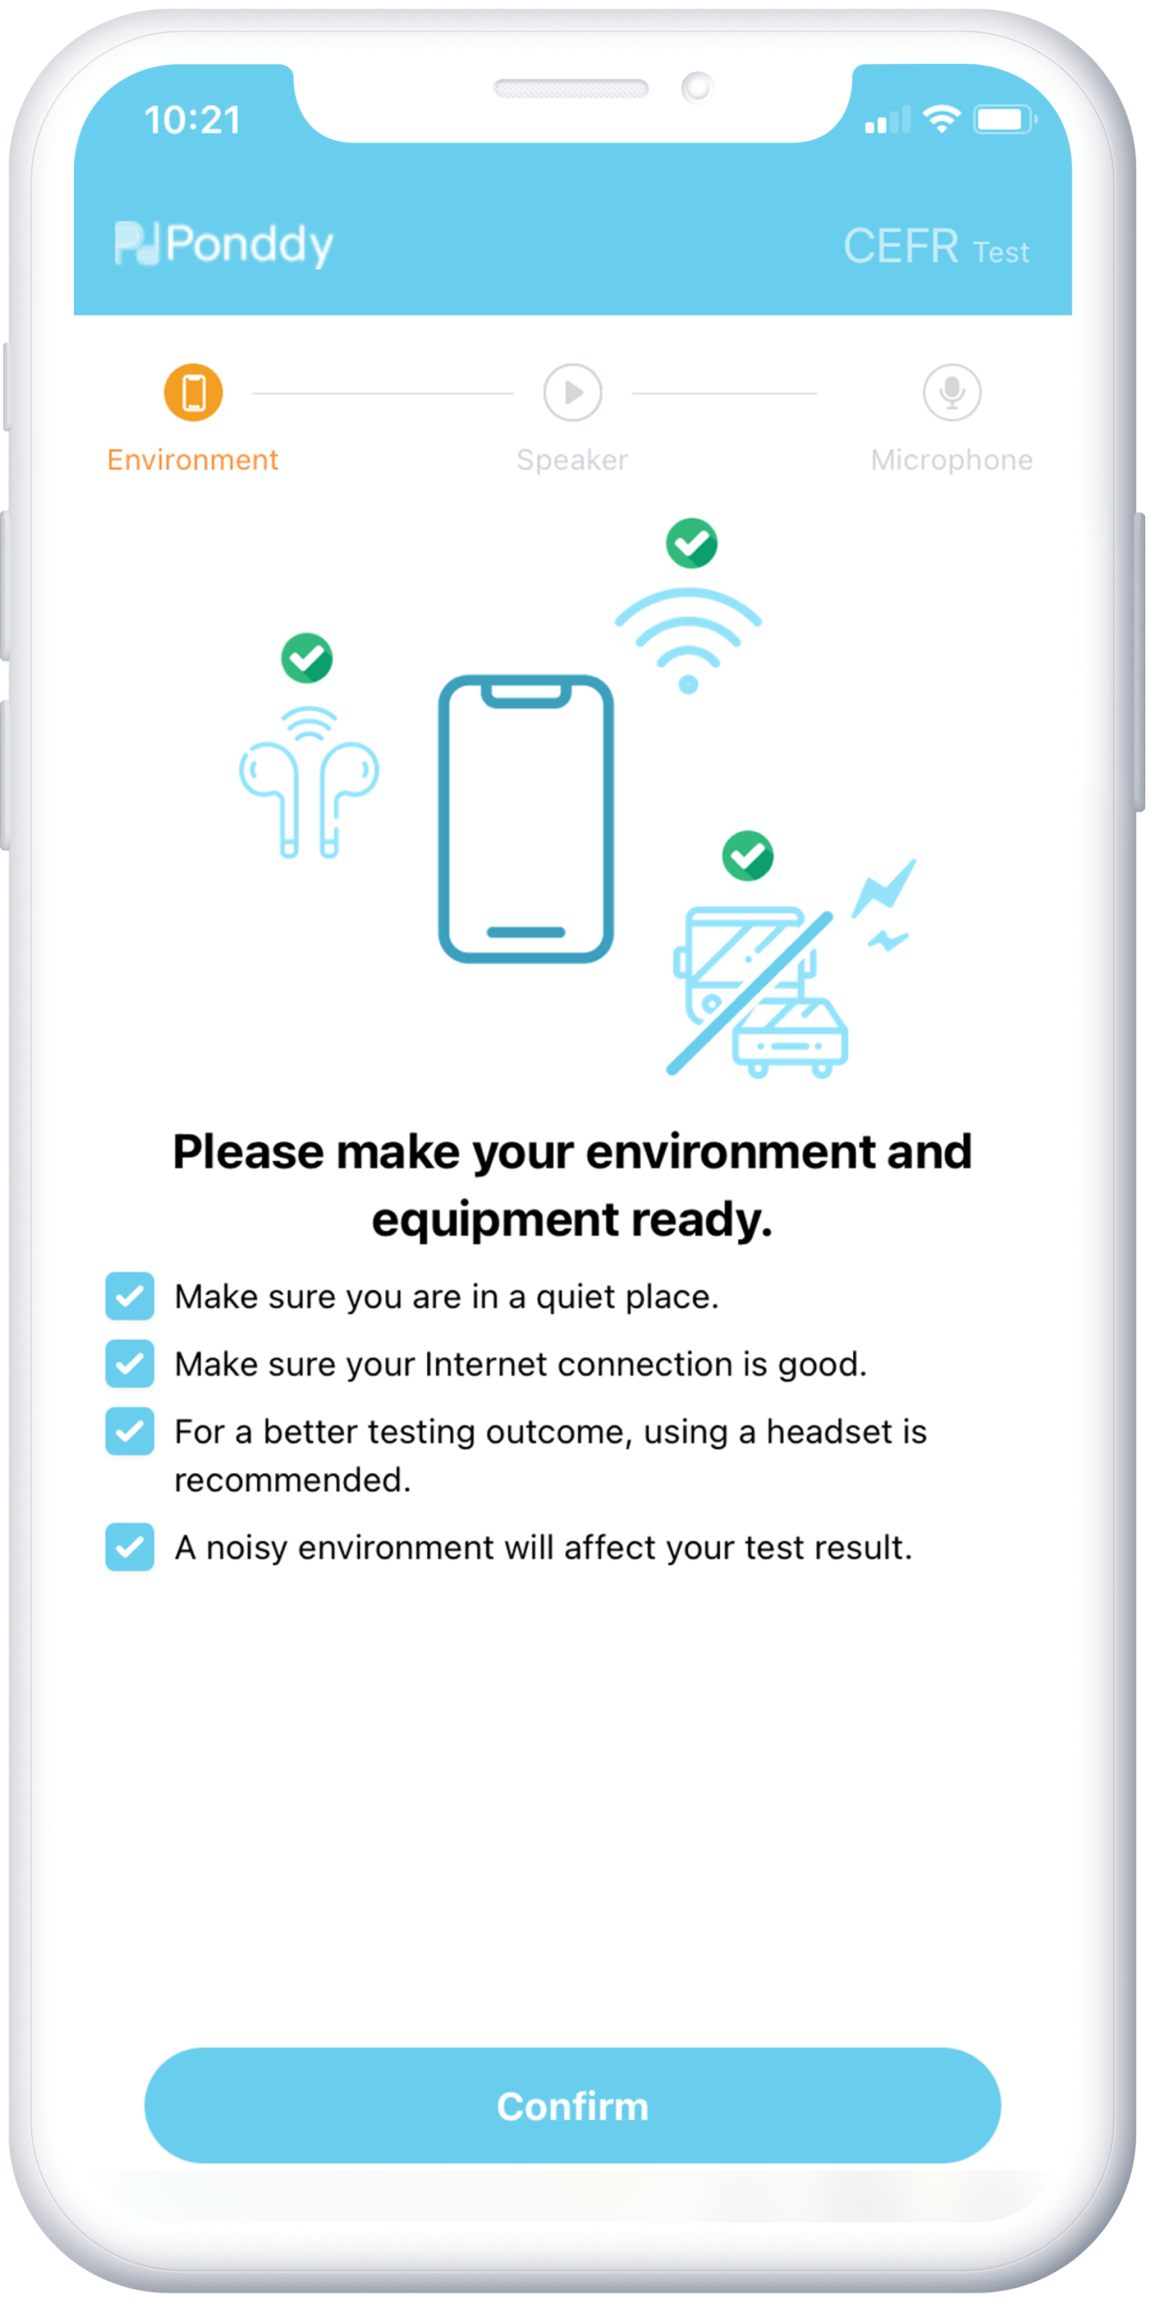 10:21
Ponddy
CEFR Test
Environment
Speaker
Microphone
Please make your environment and
equipment ready.
Make sure you are in a quiet place.
Make sure your Internet connection is good.
For a better testing outcome, using a headset is
recommended.
A noisy environment will affect your test result.
Confirm